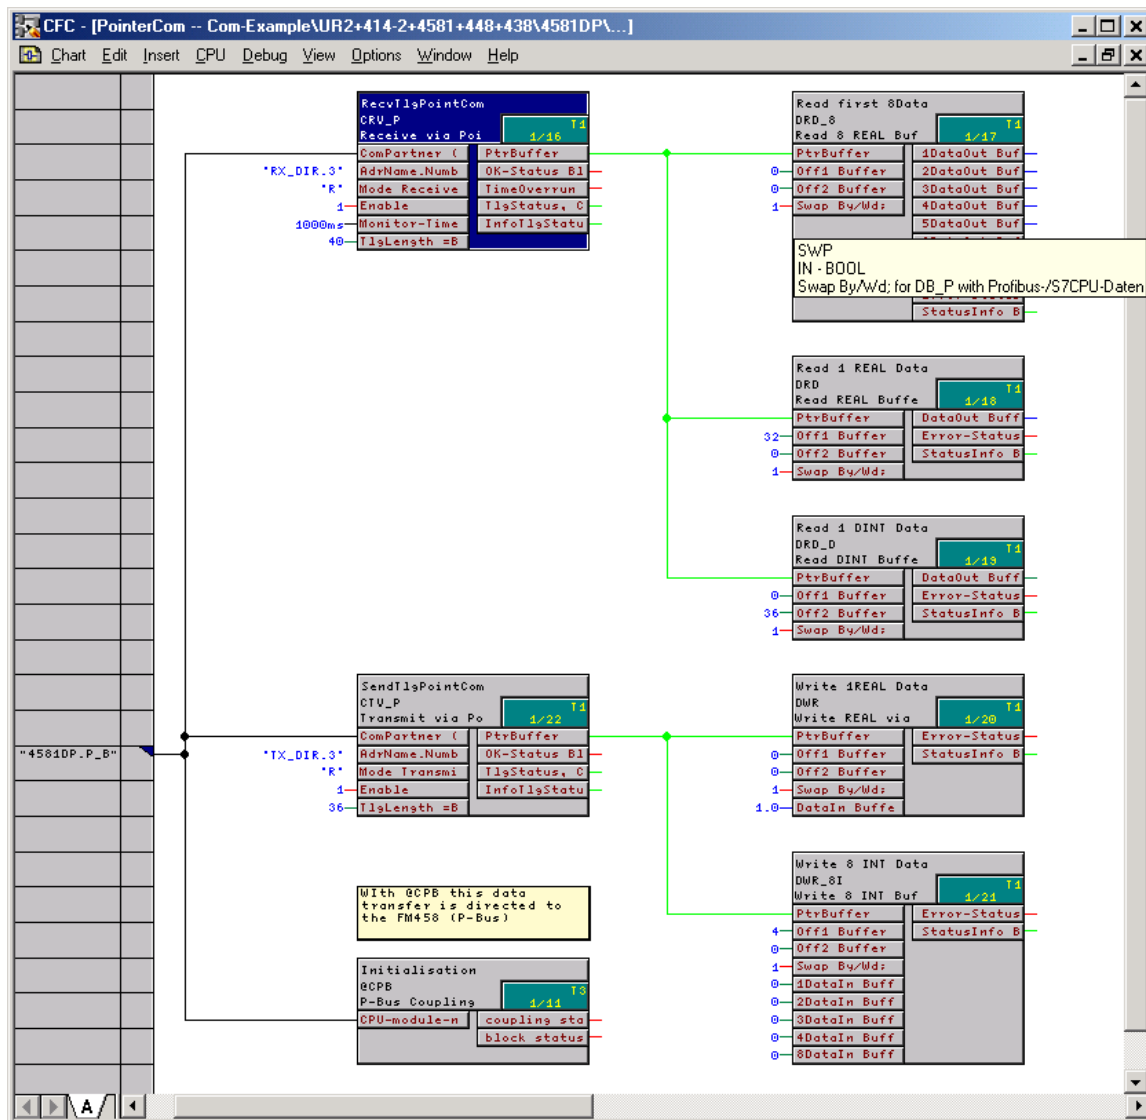 CFC - [PointerCom -- Com-Example\UR2+414-2+4581+448+438\4581DP\...]
Chart Edit Insert CPU Debug View Options Window Help
RecvTlgPointCom
CRV_P
T1
Receive via Poi
1/16
ComPartner (
PtrBuffer
"RX_DIR.3"
AdrName.Numb
OK-Status Bl
"R"
Mode Receive
TimeOverrun
1
Enable
TlgStatus, C
1000ms
Monitor-Time
InfoTlgStatu
40
TlgLength =B
Read first 8Data
DRD_8
T1
Read 8 REAL Buf
1/17
PtrBuffer
1DataOut Buf
0
Off1 Buffer
2DataOut Buf
0
Off2 Buffer
3DataOut Buf
1
Swap By/Wd;
4DataOut Buf
5DataOut Buf
SWP
IN - BOOL
Swap By/Wd; for DB_P with Profibus-/S7CPU-Daten
StatusInfo B
Read 1 REAL Data
DRD
T1
Read REAL Buffe
1/18
PtrBuffer
DataOut Buff
32
Off1 Buffer
Error-Status
0
Off2 Buffer
StatusInfo B
1
Swap By/Wd;
Read 1 DINT Data
DRD_D
T1
Read DINT Buffe
1/19
PtrBuffer
DataOut Buff
0
Off1 Buffer
Error-Status
36
Off2 Buffer
StatusInfo B
1
Swap By/Wd;
SendTlgPointCom
CTV_P
T1
Transmit via Po
1/22
ComPartner (
PtrBuffer
"TX_DIR.3"
AdrName.Numb
OK-Status Bl
"R"
Mode Transmi
TlgStatus, C
1
Enable
InfoTlgStatu
36
TlgLength =B
"4581DP.P_B"
Write 1REAL Data
DWR
T1
Write REAL via
1/20
PtrBuffer
Error-Status
0
Off1 Buffer
StatusInfo B
0
Off2 Buffer
1
Swap By/Wd;
1.0
DataIn Buffe
WIth @CPB this data
transfer is directed to
the FM458 (P-Bus)
Write 8 INT Data
DWR_8I
T1
Write 8 INT Buf
1/21
PtrBuffer
Error-Status
4
Off1 Buffer
StatusInfo B
0
Off2 Buffer
1
Swap By/Wd;
0
1DataIn Buff
0
2DataIn Buff
0
3DataIn Buff
0
4DataIn Buff
0
8DataIn Buff
Initialisation
@CPB
T3
P-Bus Coupling
1/11
CPU-module-n
coupling sta
block status
A